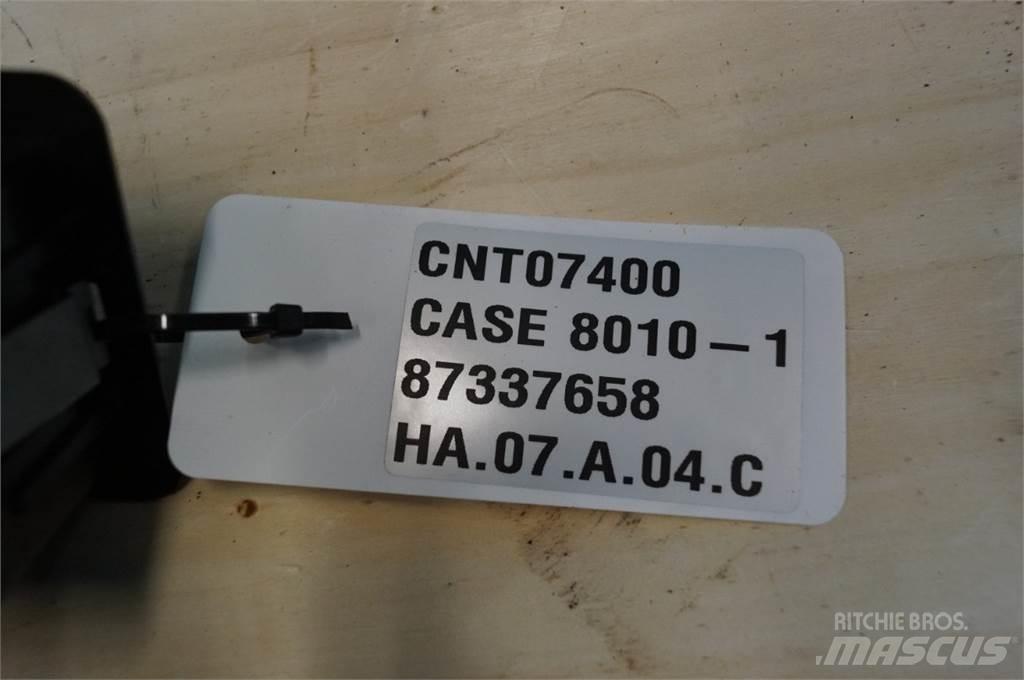 CNT07400
CASE 8010-1
87337658
HA.07.A.04.C
RITCHIE BROS.
MASCUS